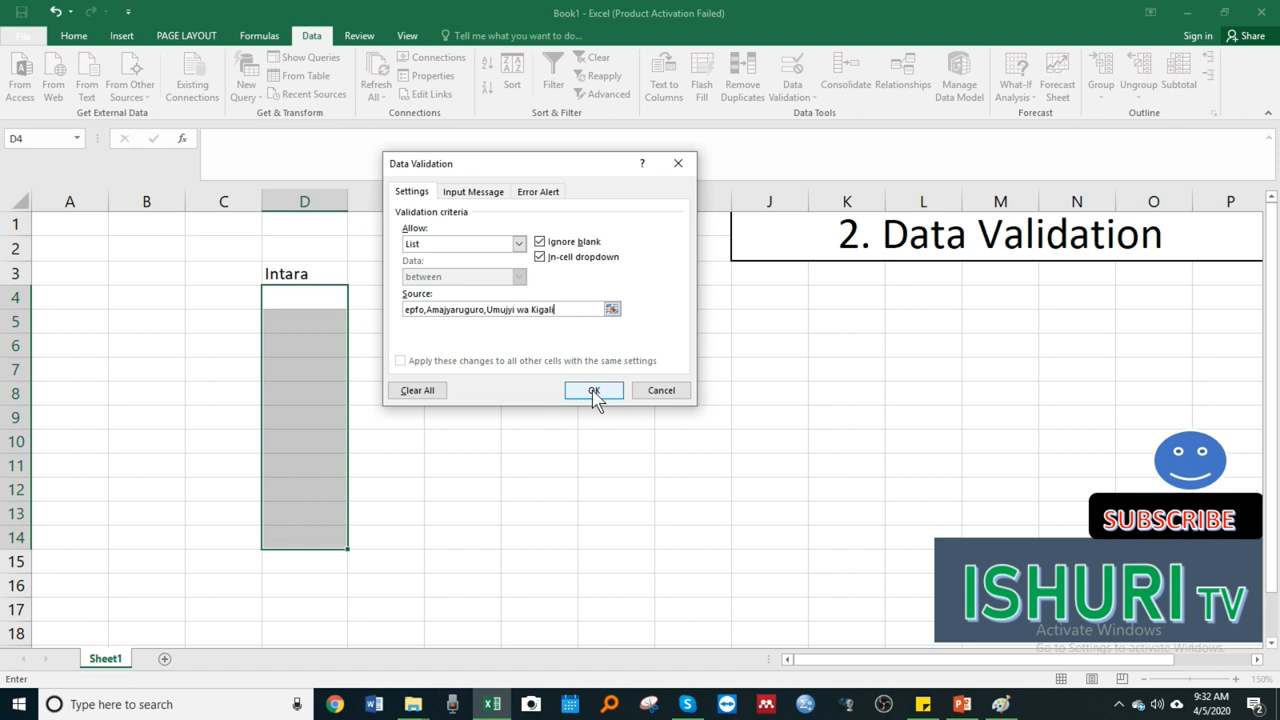 Book1 - Excel (Product Activation Failed)
File Home Insert PAGE LAYOUT Formulas Data Review View Tell me what you want to do... Sign in Share
From Access
From Web
From Text
From Other Sources
Existing Connections
Get External Data
New Query
Show Queries
From Table
Recent Sources
Get & Transform
Refresh All
Connections
Properties
Edit Links
Connections
Sort
Filter
Clear
Reapply
Advanced
Sort & Filter
Text to Columns
Flash Fill
Remove Duplicates
Data Validation
Consolidate
Relationships
Manage Data Model
Data Tools
What-If Analysis
Forecast Sheet
Forecast
Group
Ungroup
Subtotal
Outline
D4
fx
Data Validation
?
Settings Input Message Error Alert
Validation criteria
Allow:
List
Ignore blank
In-cell dropdown
Data:
between
Source:
epfo,Amajyaruguro,Umujyi wa Kigali
Apply these changes to all other cells with the same settings
Clear All OK Cancel
A B C D J K L M N O P
1
2
3
4
5
6
7
8
9
10
11
12
13
14
15
16
17
18
2. Data Validation
Intara
SUBSCRIBE
ISHURI TV
Activate Windows
Go to Settings to activate Windows.
Sheet1
Enter
150%
Type here to search
9:32 AM
4/5/2020
2